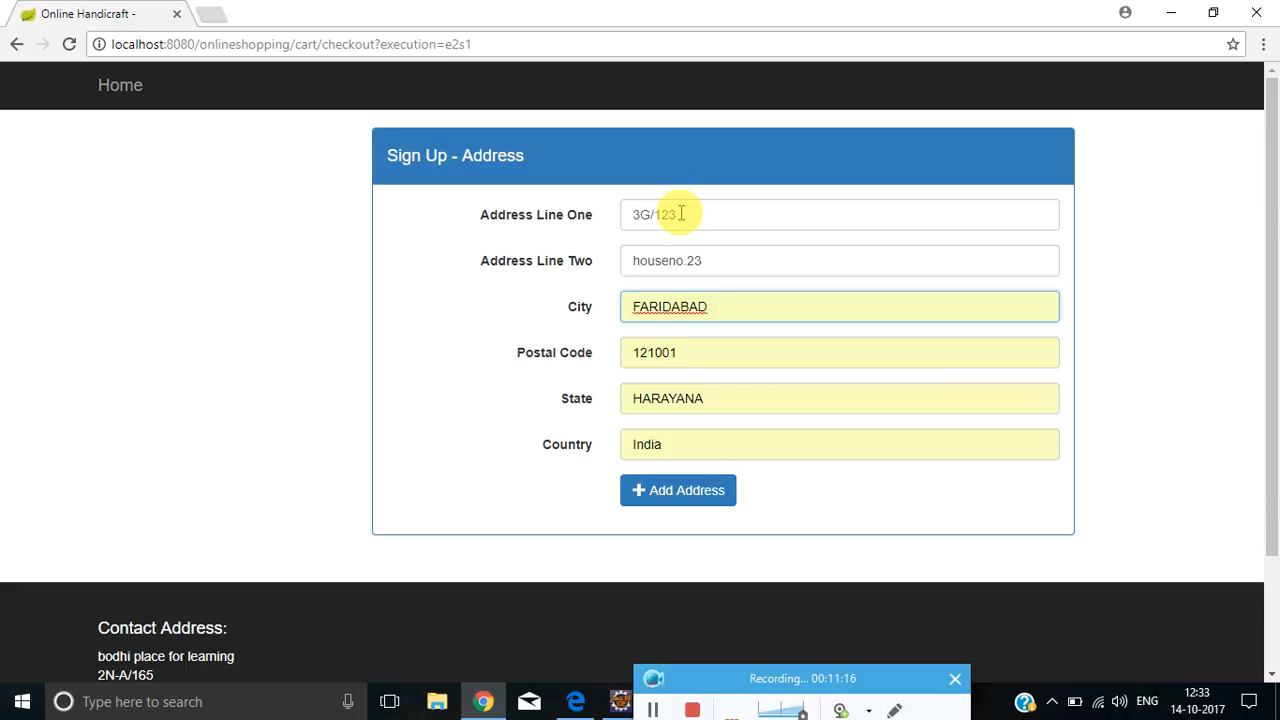 Online Handicraft -
localhost:8080/onlineshopping/cart/checkout?execution=e2s1
Home
Sign Up - Address
Address Line One 3G/123
Address Line Two houseno.23
City FARIDABAD
Postal Code 121001
State HARAYANA
Country India
Add Address
Contact Address:
bodhi place for learning
2N-A/165
Recording... 00:11:16
Type here to search
ENG
12:33
14-10-2017